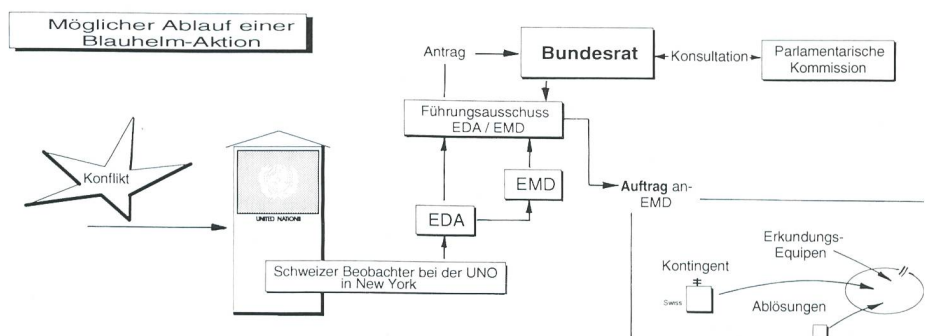 Möglicher Ablauf einer
Blauhelm-Aktion
Antrag
Bundesrat
Konsultation
Parlamentarische
Kommission
Führungsausschuss
EDA / EMD
Konflikt
UNITED NATIONS
EMD
EDA
Auftrag an-
EMD
Schweizer Beobachter bei der UNO
in New York
Erkundungs-
Equipen
Kontingent
Swiss
Ablösungen